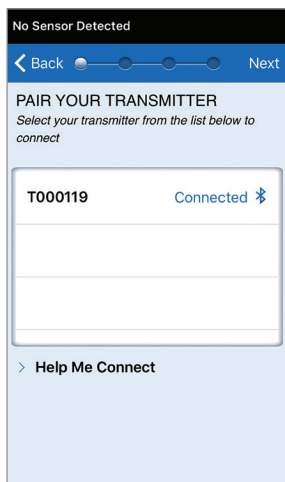 No Sensor Detected
Back Next
PAIR YOUR TRANSMITTER
Select your transmitter from the list below to
connect
T000119 Connected
> Help Me Connect